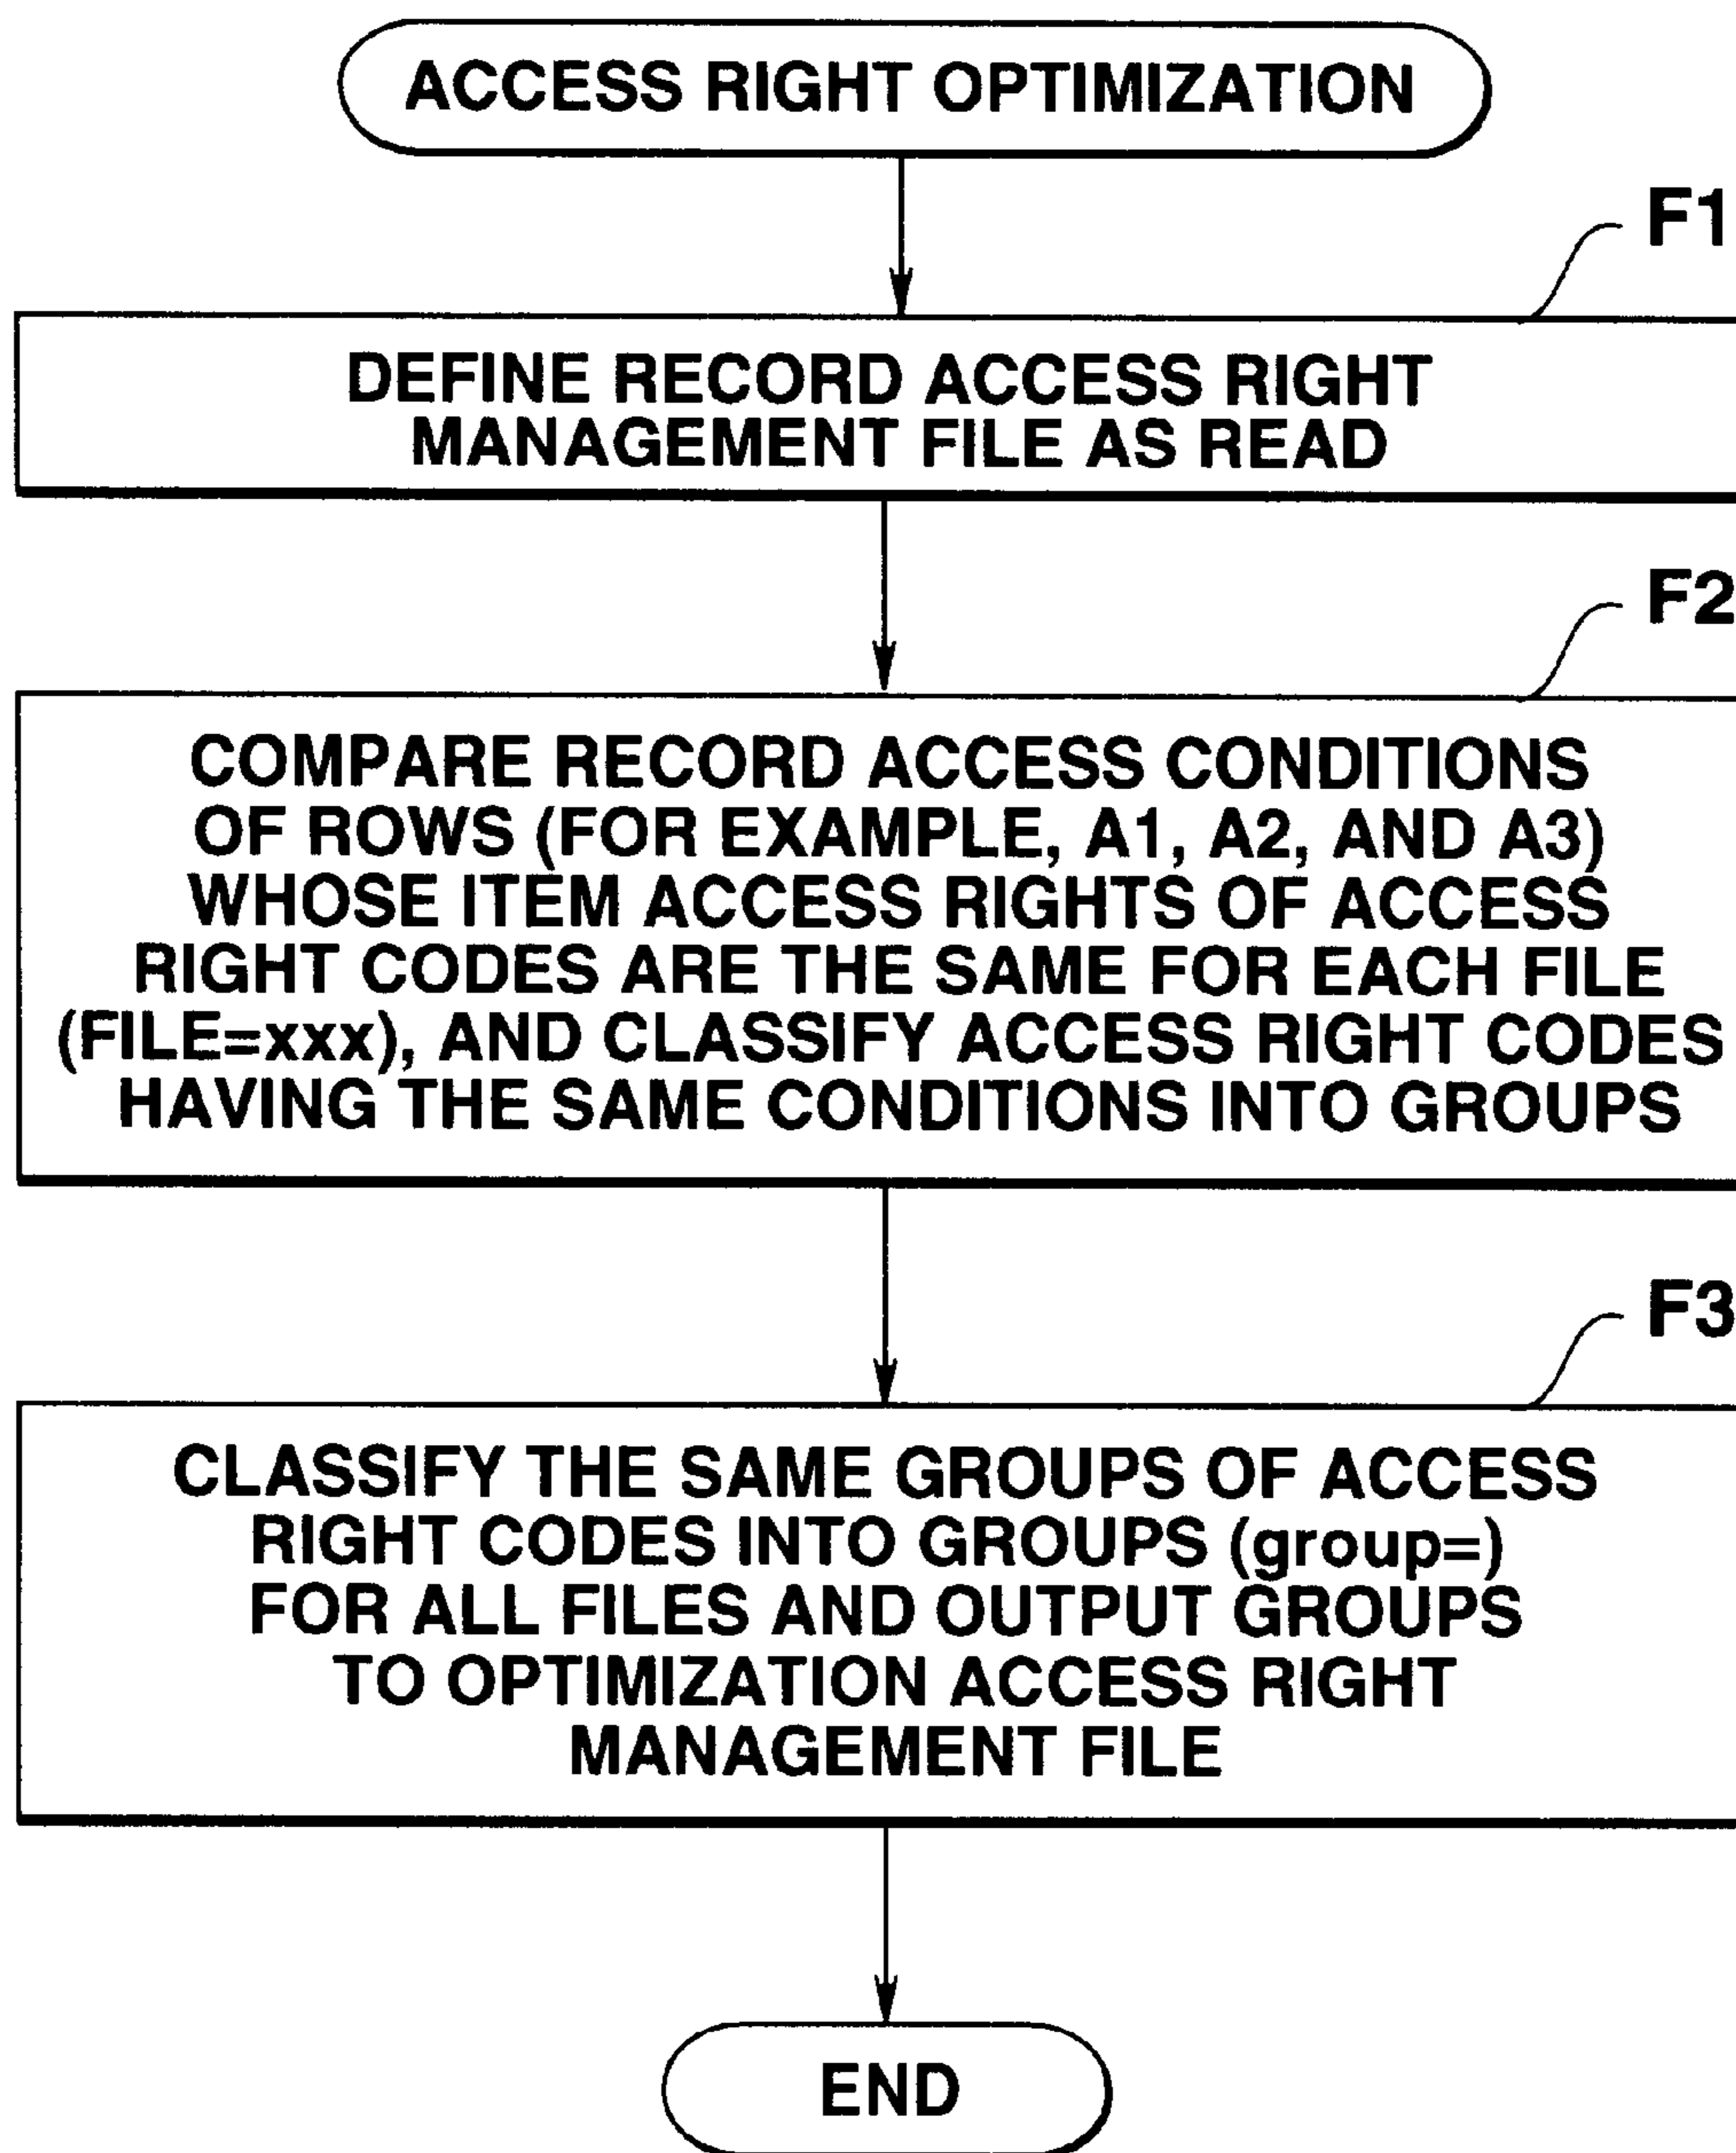 ACCESS RIGHT OPTIMIZATION
F1
DEFINE RECORD ACCESS RIGHT
MANAGEMENT FILE AS READ
F2
COMPARE RECORD ACCESS CONDITIONS
OF ROWS (FOR EXAMPLE, A1, A2, AND A3)
WHOSE ITEM ACCESS RIGHTS OF ACCESS
RIGHT CODES ARE THE SAME FOR EACH FILE
(FILE=xxx), AND CLASSIFY ACCESS RIGHT CODES
HAVING THE SAME CONDITIONS INTO GROUPS
F3
CLASSIFY THE SAME GROUPS OF ACCESS
RIGHT CODES INTO GROUPS (group=)
FOR ALL FILES AND OUTPUT GROUPS
TO OPTIMIZATION ACCESS RIGHT
MANAGEMENT FILE
END